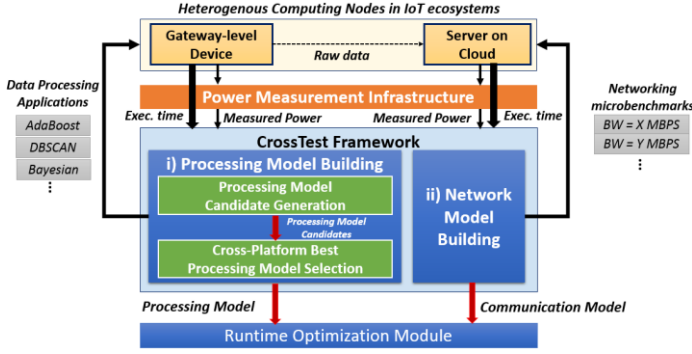 Heterogenous Computing Nodes in IoT ecosystems
Gateway-level
Device
Raw data
Server on
Cloud
Data Processing
Applications
AdaBoost
DBSCAN
Bayesian
Networking
microbenchmarks
BW = X MBPS
BW = Y MBPS
Power Measurement Infrastructure
Exec. time
Measured Power
Measured Power
Exec. time
CrossTest Framework
i) Processing Model Building
Processing Model
Candidate Generation
Processing Model
Candidates
Cross-Platform Best
Processing Model Selection
ii) Network
Model
Building
Processing Model
Communication Model
Runtime Optimization Module